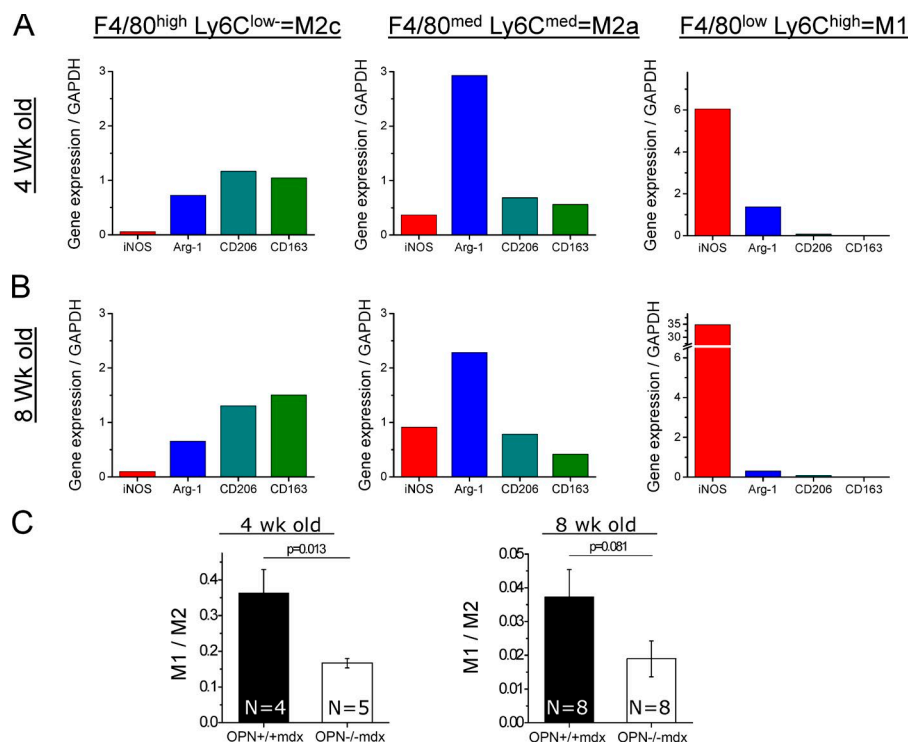 A
F4/80high Ly6Clow-=M2c
F4/80med Ly6Cmed=M2a
F4/80low Ly6Chigh=M1
4 Wk old
Gene expression / GAPDH
3
2
1
0
iNOS Arg-1 CD206 CD163
Gene expression / GAPDH
3
2
1
0
iNOS Arg-1 CD206 CD163
Gene expression / GAPDH
6
4
2
0
iNOS Arg-1 CD206 CD163
B
8 Wk old
Gene expression / GAPDH
3
2
1
0
iNOS Arg-1 CD206 CD163
Gene expression / GAPDH
3
2
1
0
iNOS Arg-1 CD206 CD163
Gene expression / GAPDH
35
30
6
4
2
0
iNOS Arg-1 CD206 CD163
C
4 wk old
p=0.013
M1 / M2
0.4
0.3
0.2
0.1
0.0
N=4 N=5
OPN+/+mdx OPN-/-mdx
8 wk old
p=0.081
M1 / M2
0.05
0.04
0.03
0.02
0.01
0.00
N=8 N=8
OPN+/+mdx OPN-/-mdx